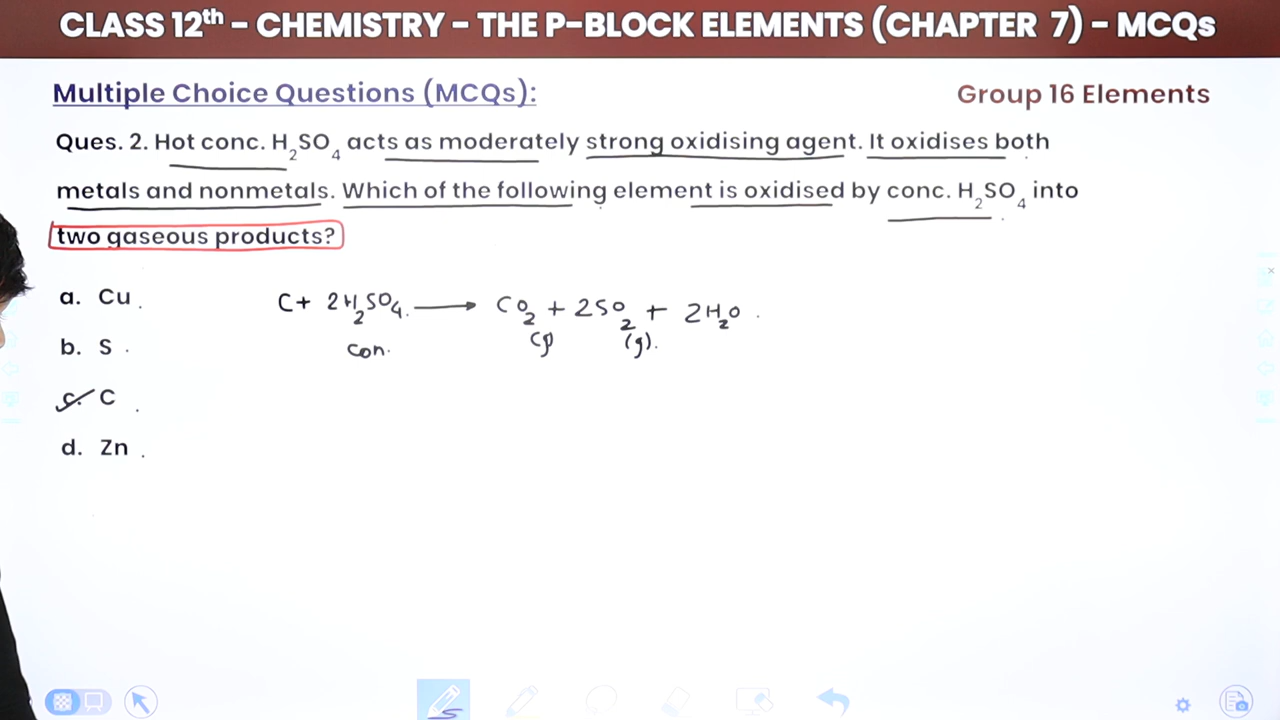 CLASS 12th – CHEMISTRY – THE P–BLOCK ELEMENTS (CHAPTER 7) – MCQs
Multiple Choice Questions (MCQs):
Group 16 Elements
Ques. 2. Hot conc. H₂SO₄ acts as moderately strong oxidising agent. It oxidises both
metals and nonmetals. Which of the following element is oxidised by conc. H₂SO₄ into
two gaseous products?
a. Cu
b. S
c. C
d. Zn
C + 2H₂SO₄ ⟶ CO₂ + 2SO₂ + 2H₂O
con. (g) (g).